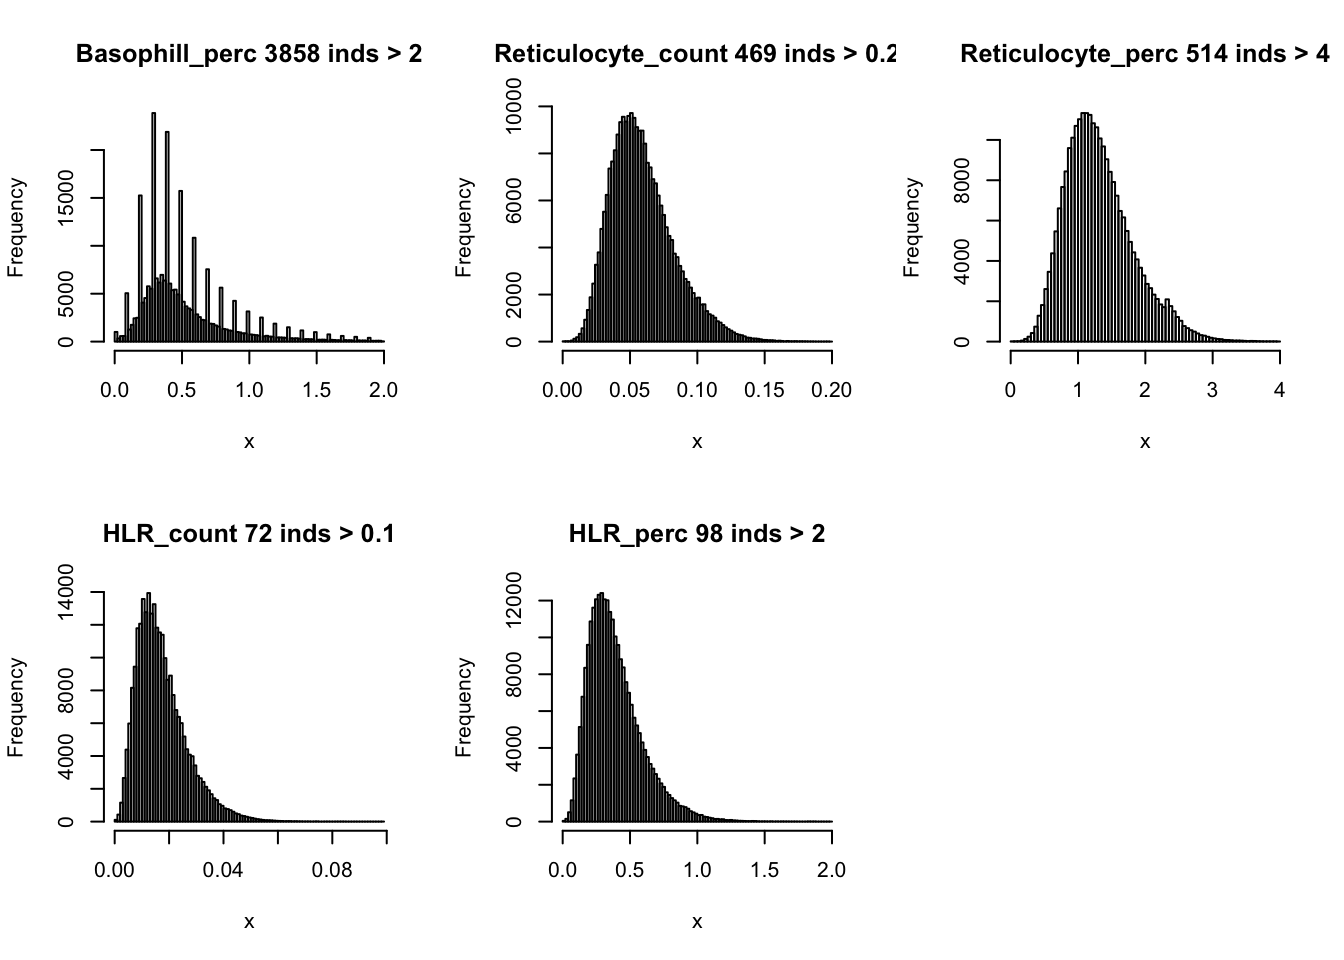 Basophill_perc 3858 inds > 2
Frequency
0 5000 15000
0.0 0.5 1.0 1.5 2.0
x
Reticulocyte_count 469 inds > 0.2
Frequency
0 2000 6000 10000
0.00 0.05 0.10 0.15 0.20
x
Reticulocyte_perc 514 inds > 4
Frequency
0 4000 8000
0 1 2 3 4
x
HLR_count 72 inds > 0.1
Frequency
0 4000 8000 14000
0.00 0.04 0.08
x
HLR_perc 98 inds > 2
Frequency
0 4000 8000 12000
0.0 0.5 1.0 1.5 2.0
x